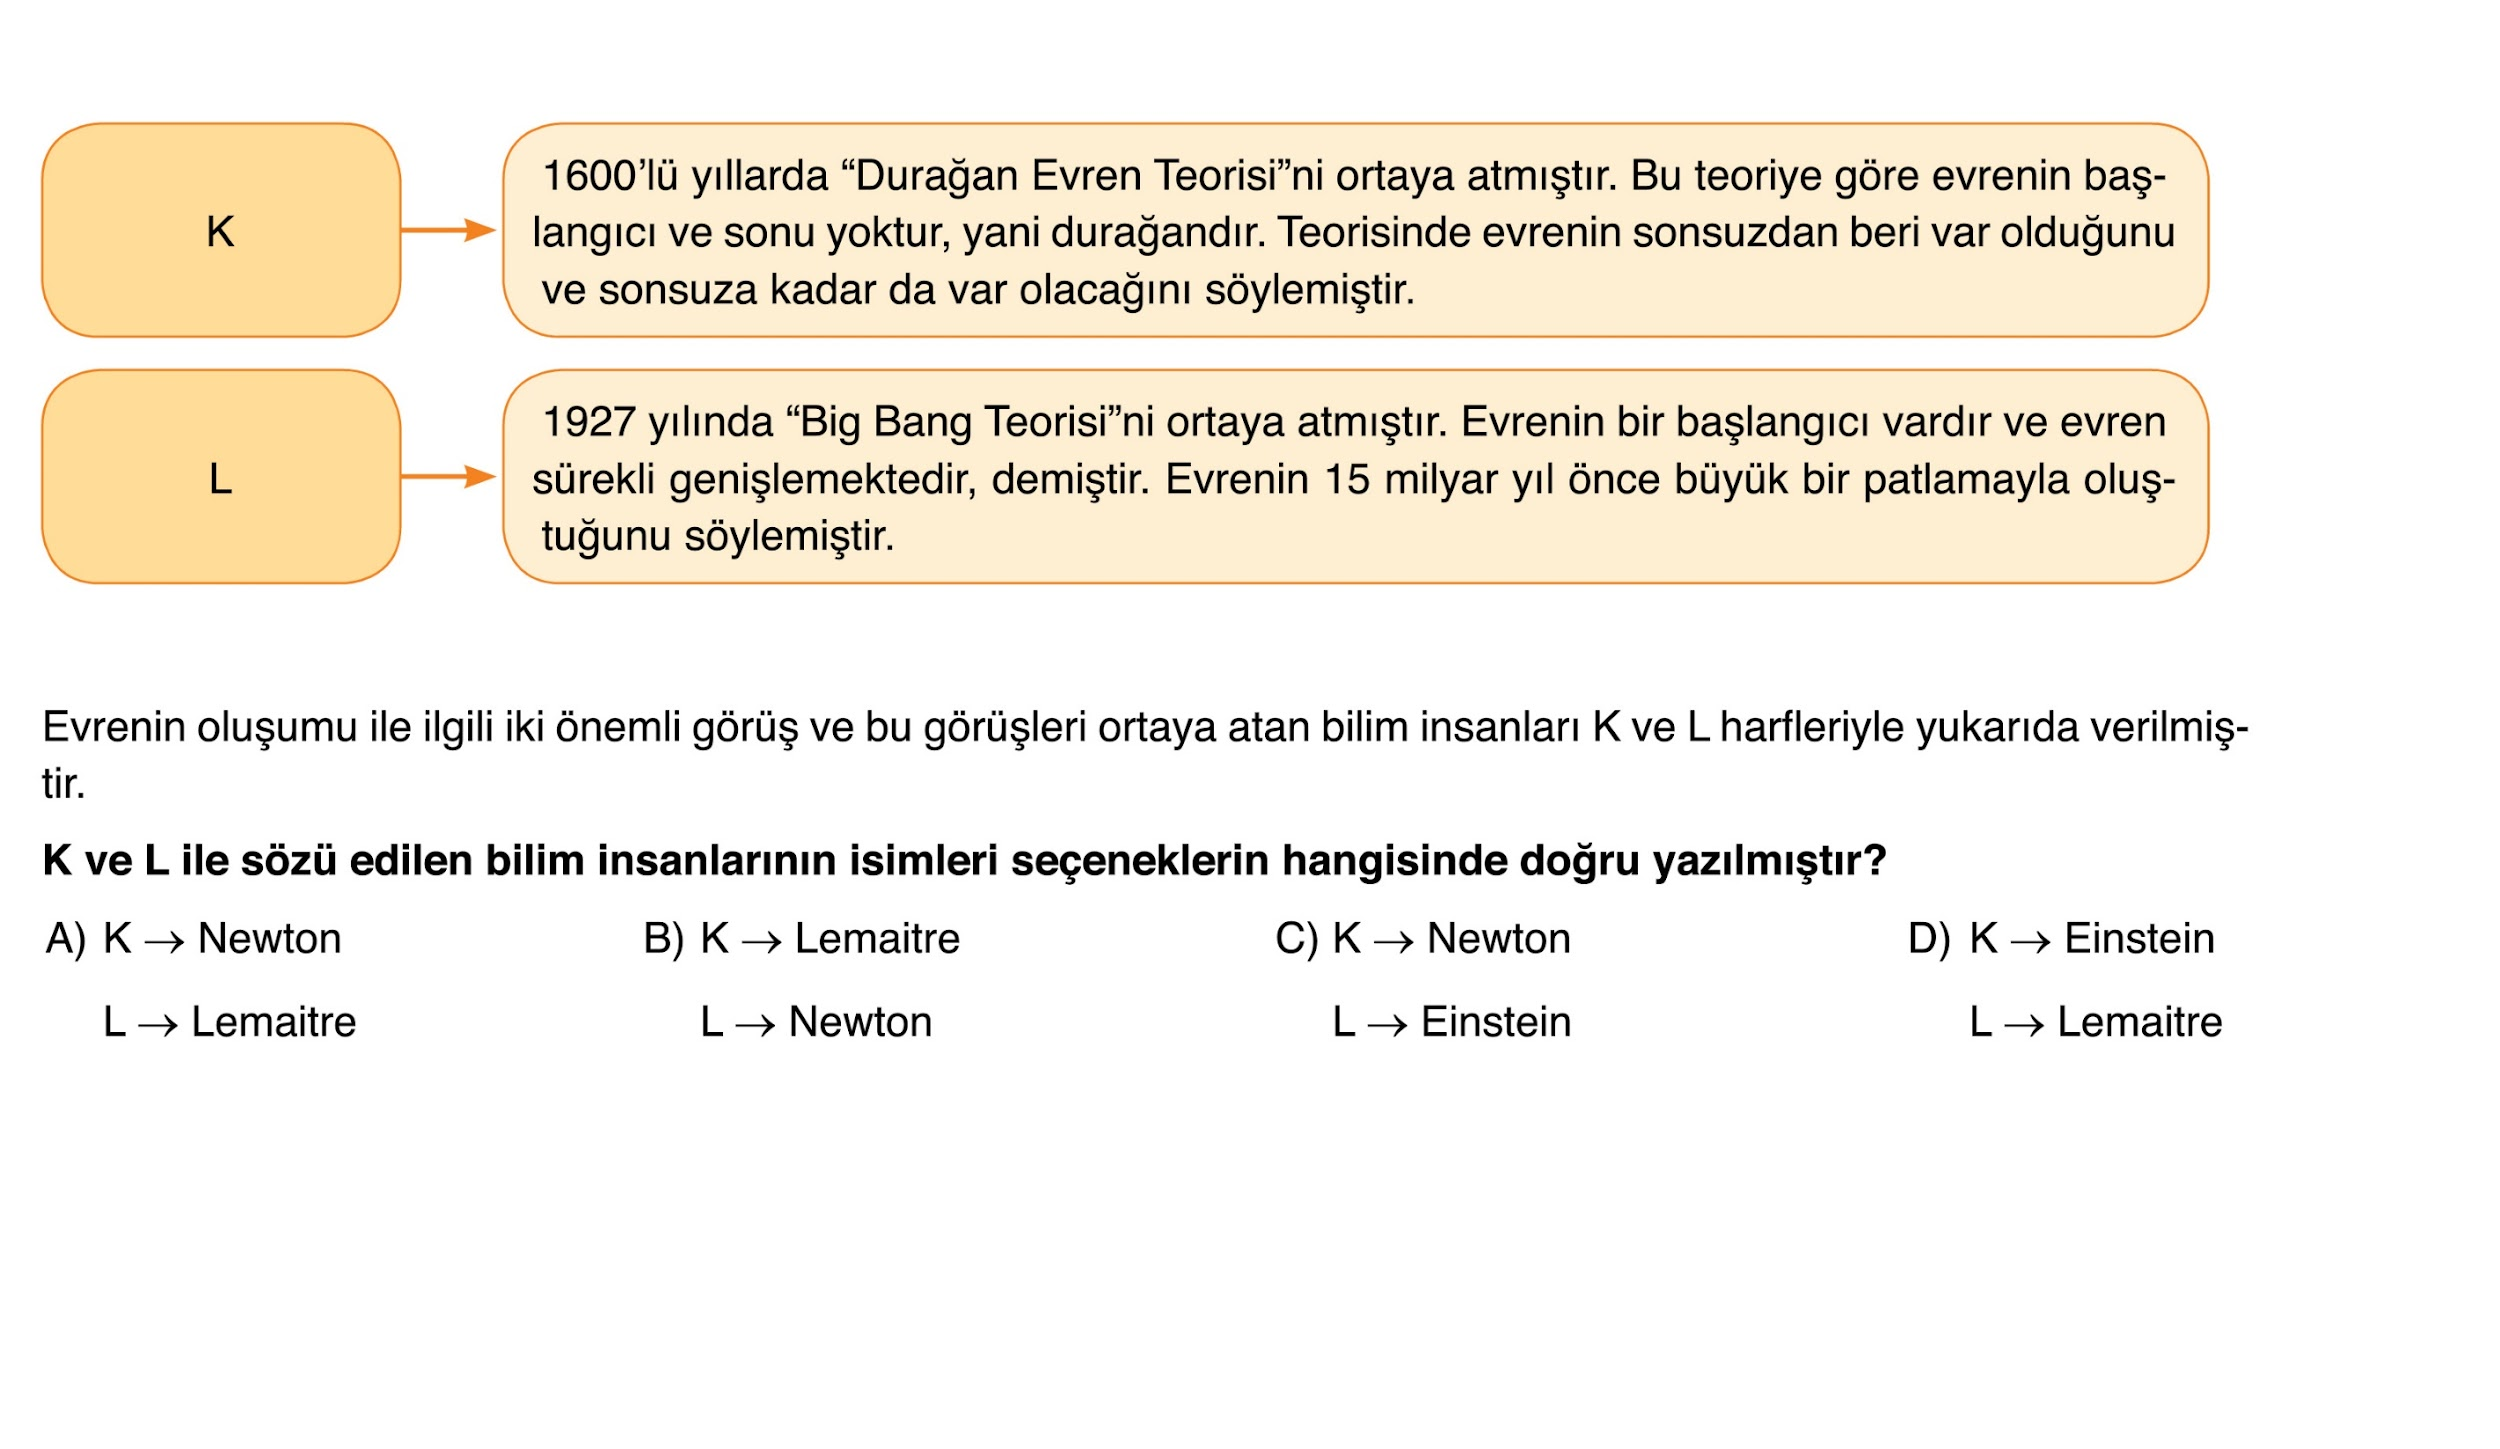 K
1600’lü yıllarda “Durağan Evren Teorisi”ni ortaya atmıştır. Bu teoriye göre evrenin baş-
langıcı ve sonu yoktur, yani durağandır. Teorisinde evrenin sonsuzdan beri var olduğunu
ve sonsuza kadar da var olacağını söylemiştir.
L
1927 yılında “Big Bang Teorisi”ni ortaya atmıştır. Evrenin bir başlangıcı vardır ve evren
sürekli genişlemektedir, demiştir. Evrenin 15 milyar yıl önce büyük bir patlamayla oluş-
tuğunu söylemiştir.
Evrenin oluşumu ile ilgili iki önemli görüş ve bu görüşleri ortaya atan bilim insanları K ve L harfleriyle yukarıda verilmiş-
tir.
K ve L ile sözü edilen bilim insanlarının isimleri seçeneklerin hangisinde doğru yazılmıştır?
A) K → Newton
L → Lemaitre
B) K → Lemaitre
L → Newton
C) K → Newton
L → Einstein
D) K → Einstein
L → Lemaitre